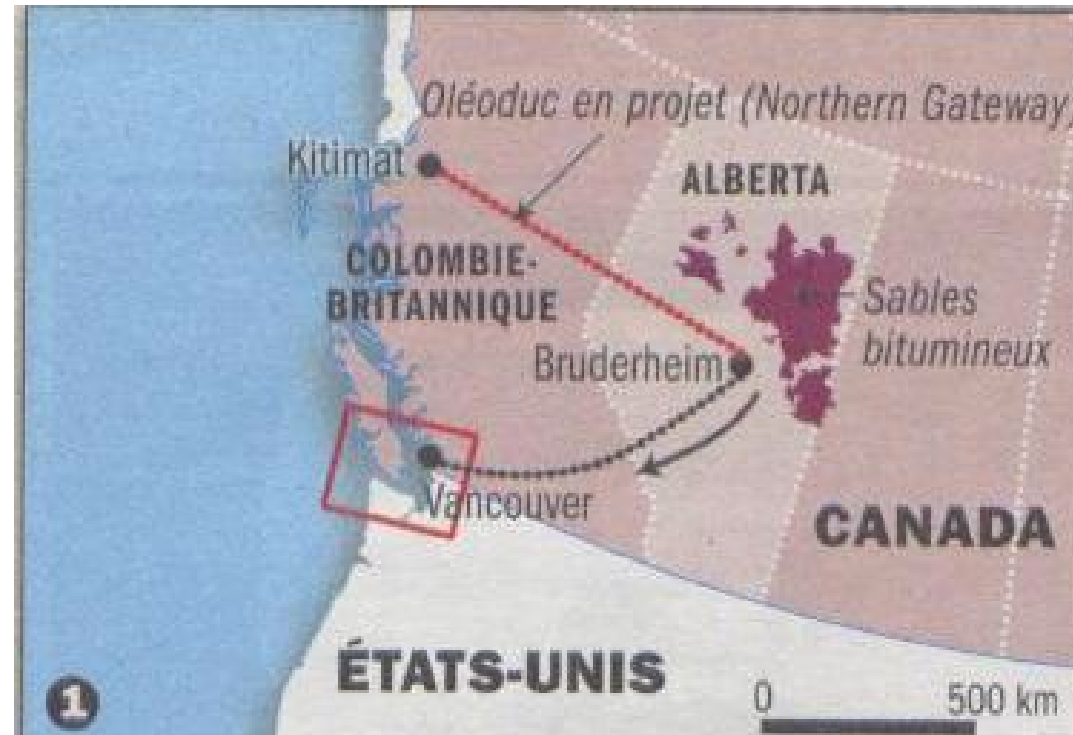 Oléoduc en projet (Northern Gateway)
Kitimat
ALBERTA
COLOMBIE-
BRITANNIQUE
Sables
bitumineux
Bruderheim
Vancouver
CANADA
ÉTATS-UNIS
0 500 km
1